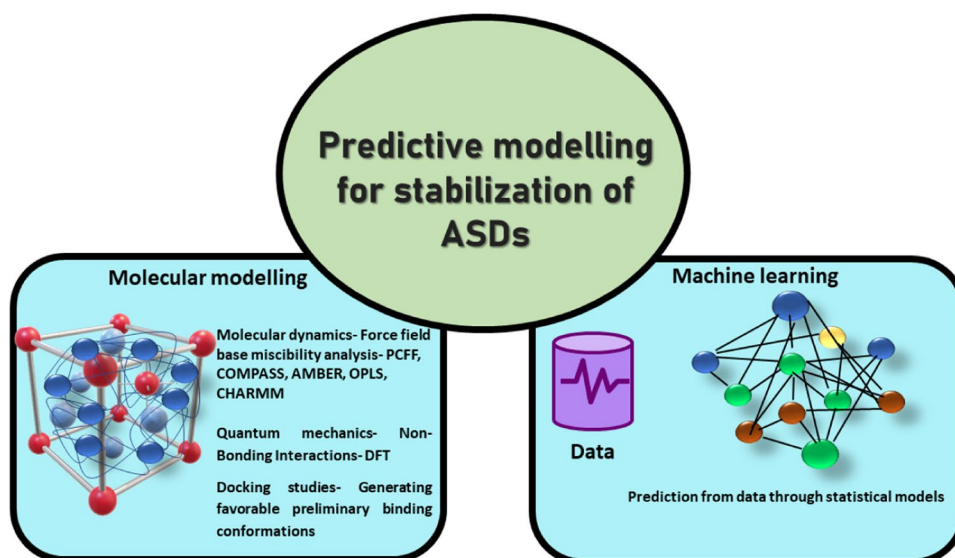 Predictive modelling
for stabilization of
ASDs
Molecular modelling
Molecular dynamics- Force field
base miscibility analysis- PCFF,
COMPASS, AMBER, OPLS,
CHARMM
Quantum mechanics- Non-
Bonding Interactions- DFT
Docking studies- Generating
favorable preliminary binding
conformations
Machine learning
Data
Prediction from data through statistical models